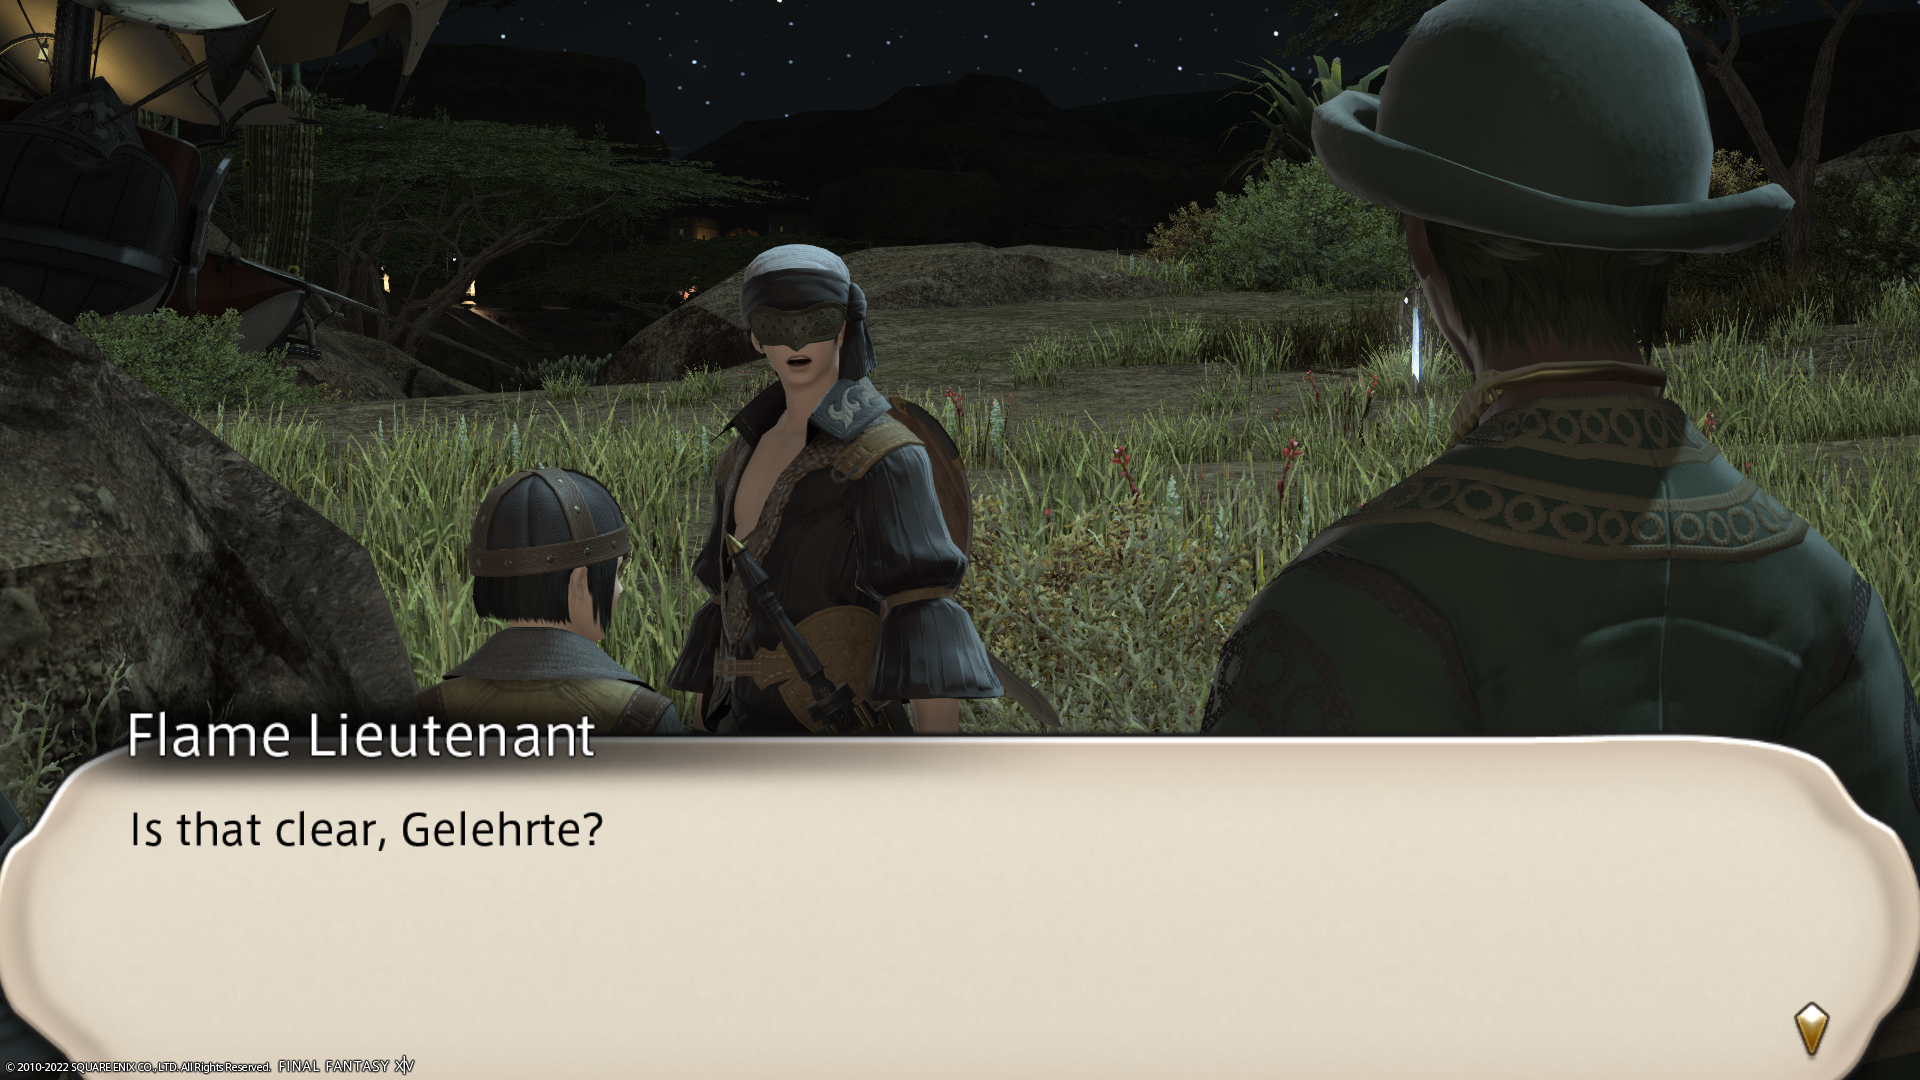 Flame Lieutenant
Is that clear, Gelehrte?
© 2010-2022 SQUARE ENIX CO., LTD. All Rights Reserved. FINAL FANTASY XIV